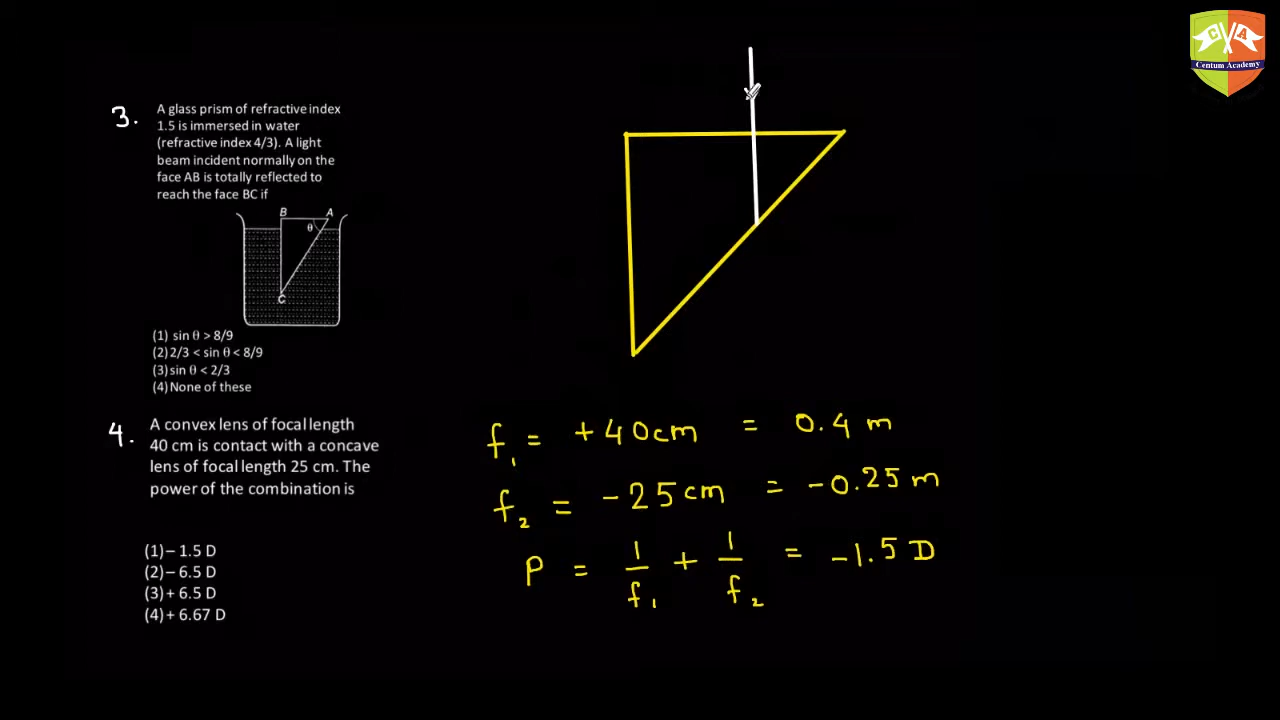 C A
Centum Academy
3.
A glass prism of refractive index
1.5 is immersed in water
(refractive index 4/3). A light
beam incident normally on the
face AB is totally reflected to
reach the face BC if
B A
θ
C
(1) sin θ > 8/9
(2) 2/3 < sin θ < 8/9
(3) sin θ < 2/3
(4) None of these
4.
A convex lens of focal length
40 cm is contact with a concave
lens of focal length 25 cm. The
power of the combination is
(1) – 1.5 D
(2) – 6.5 D
(3) + 6.5 D
(4) + 6.67 D
f₁ = +40cm = 0.4 m
f₂ = -25cm = -0.25 m
P = 1/f₁ + 1/f₂ = -1.5 D